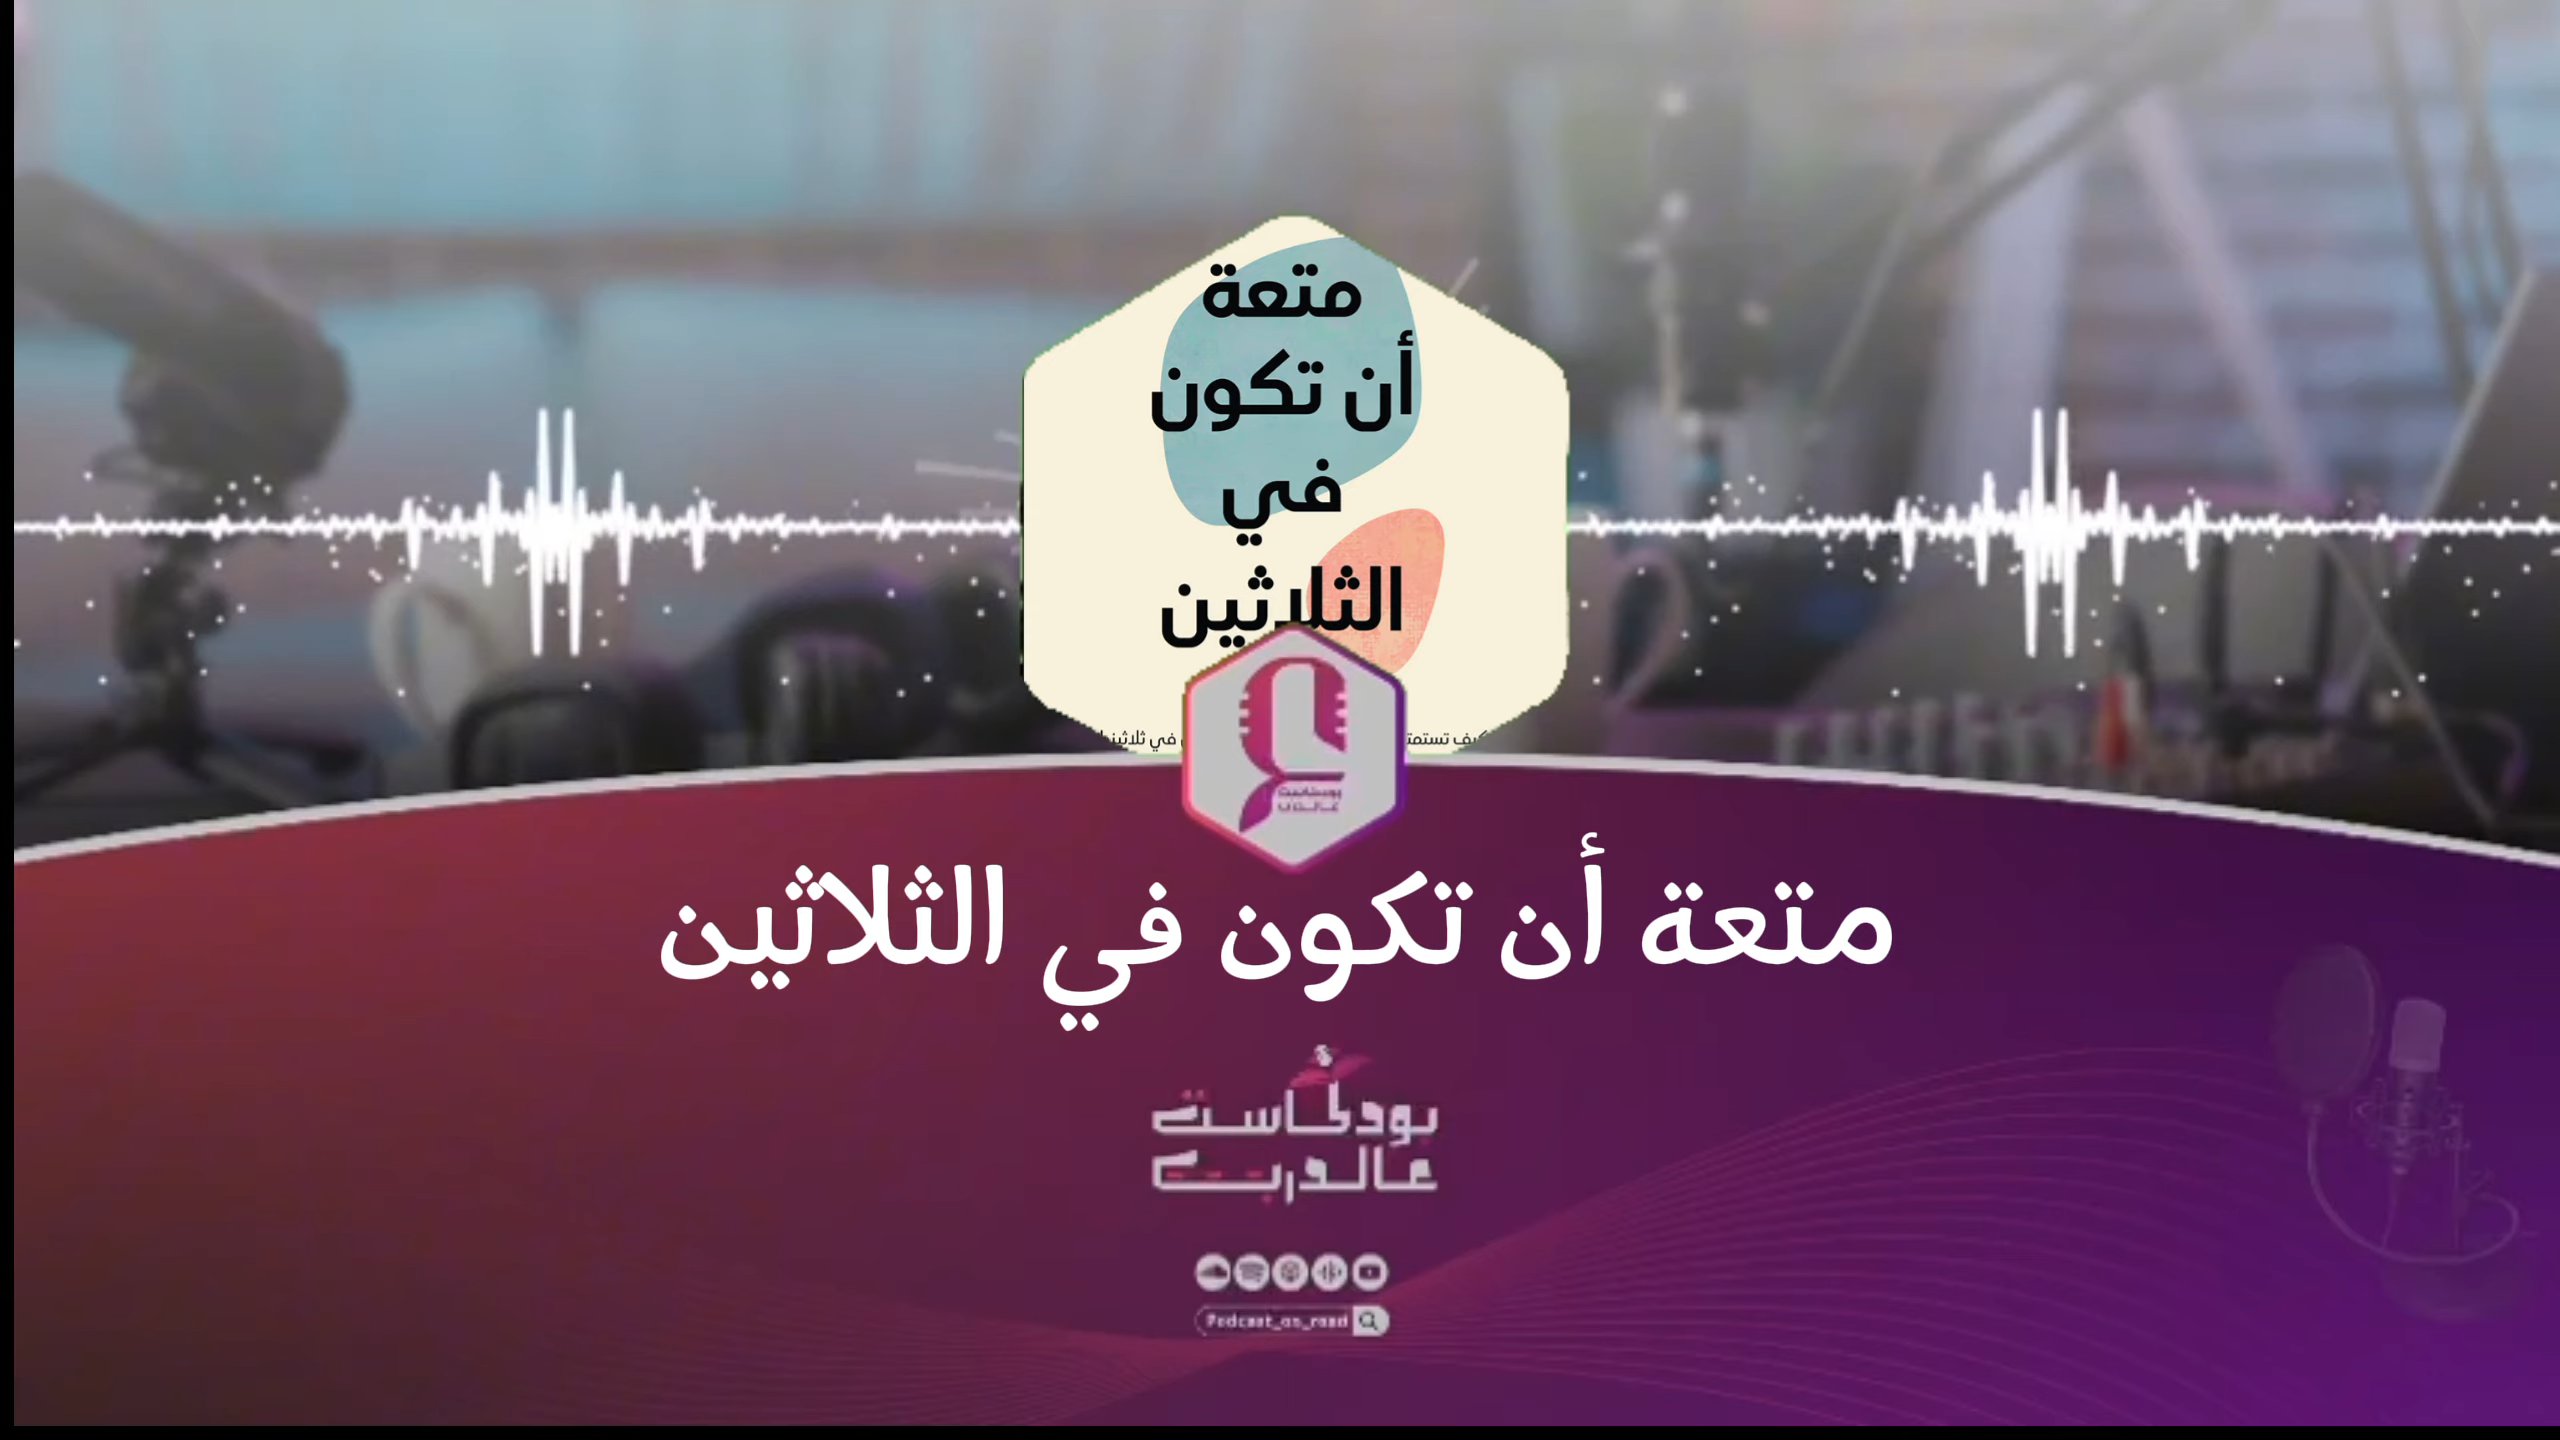 متعة
أن تكون
في
الثلاثين
متعة أن تكون في الثلاثين
بودكاست
عالدرب
Podcast_on_road